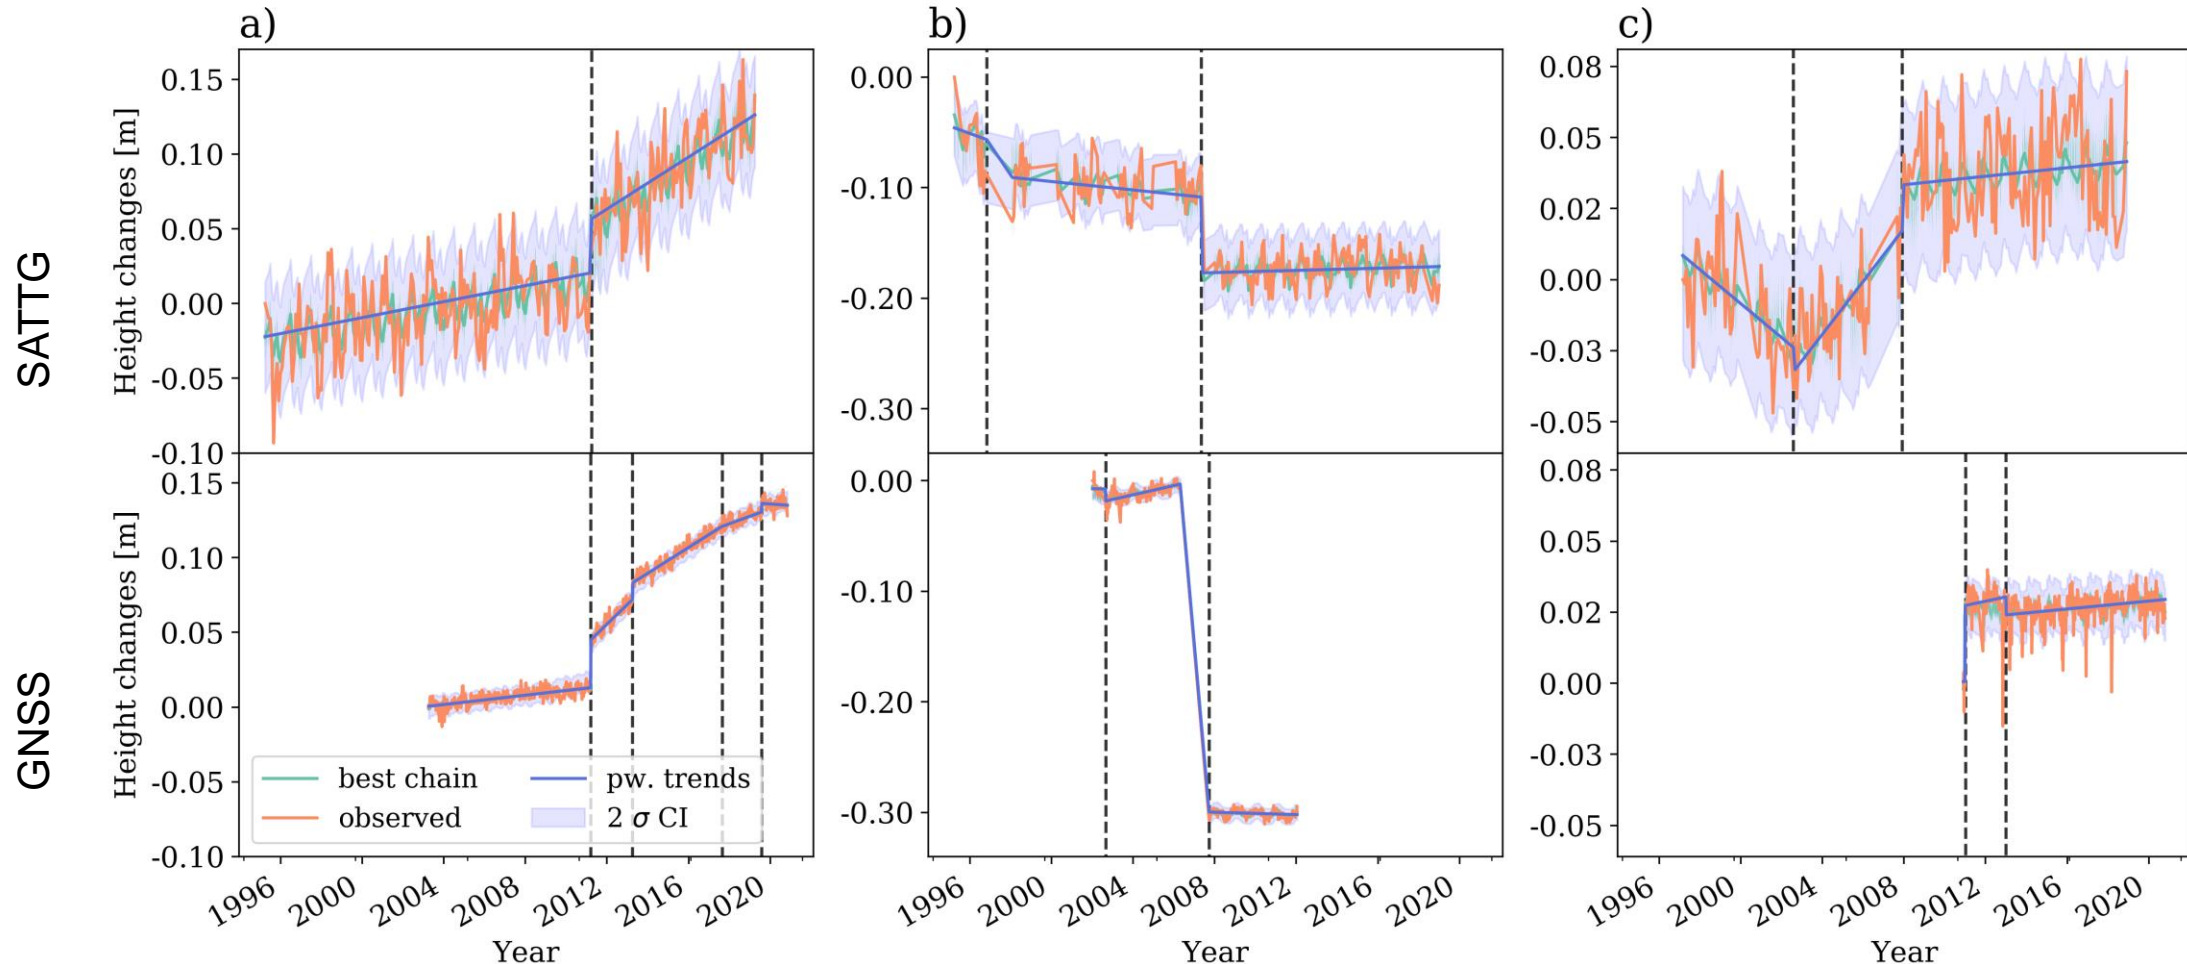 a)
b)
c)
SATTG
Height changes [m]
0.15
0.10
0.05
0.00
-0.05
-0.10
0.00
-0.10
-0.20
-0.30
0.08
0.05
0.02
0.00
-0.03
-0.05
GNSS
Height changes [m]
0.15
0.10
0.05
0.00
-0.05
-0.10
best chain
observed
pw. trends
2 σ CI
0.00
-0.10
-0.20
-0.30
0.08
0.05
0.02
0.00
-0.03
-0.05
1996 2000 2004 2008 2012 2016 2020
1996 2000 2004 2008 2012 2016 2020
1996 2000 2004 2008 2012 2016 2020
Year
Year
Year